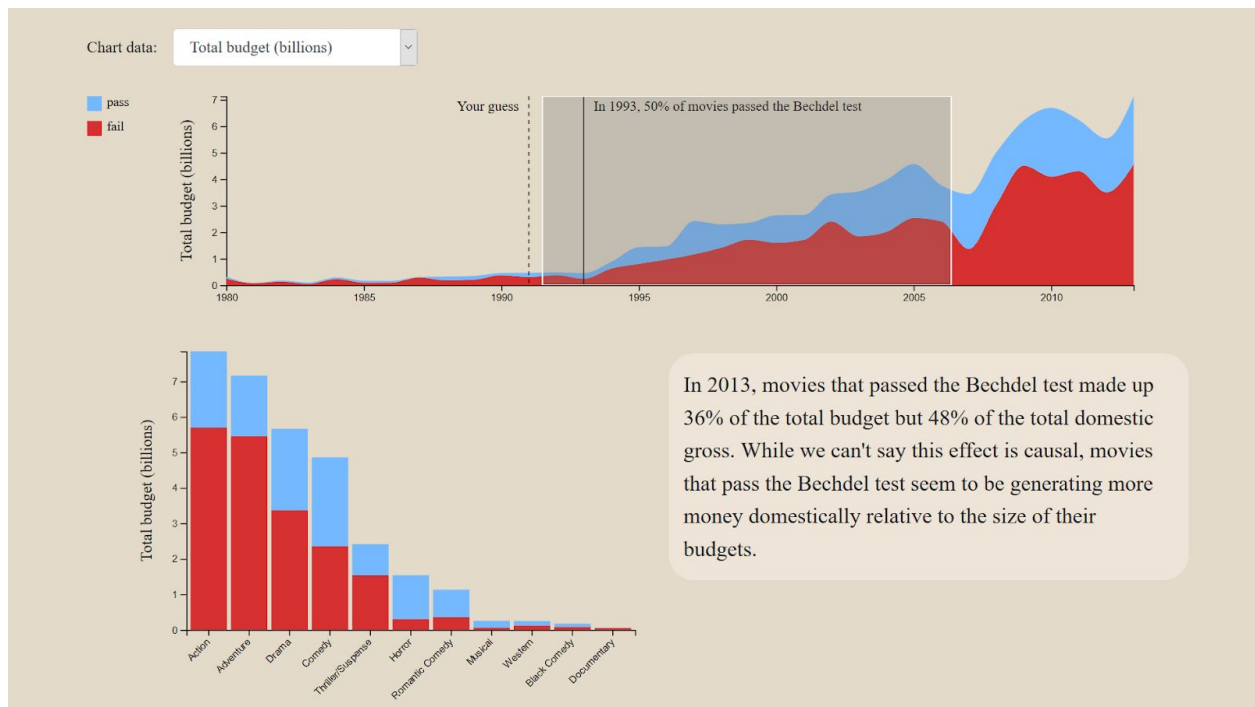 Chart data:
Total budget (billions)
pass
fail
Your guess
In 1993, 50% of movies passed the Bechdel test
Total budget (billions)
7
6
5
4
3
2
1
0
1980
1985
1990
1995
2000
2005
2010
Total budget (billions)
7
6
5
4
3
2
1
0
Action
Adventure
Drama
Comedy
Thriller/Suspense
Horror
Romantic Comedy
Musical
Western
Black Comedy
Documentary
In 2013, movies that passed the Bechdel test made up
36% of the total budget but 48% of the total domestic
gross. While we can't say this effect is causal, movies
that pass the Bechdel test seem to be generating more
money domestically relative to the size of their
budgets.